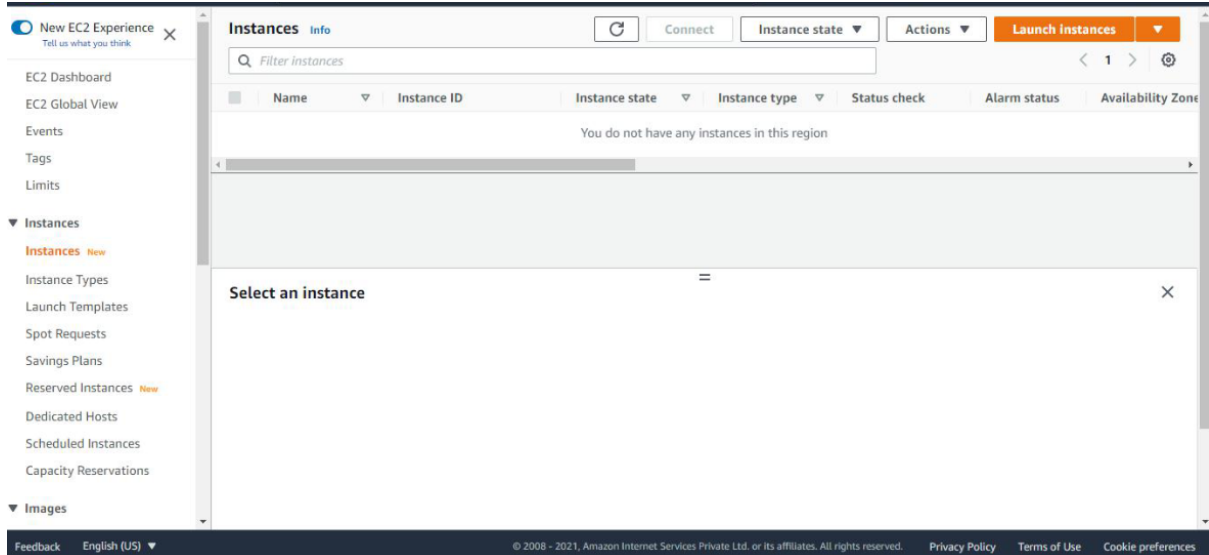 New EC2 Experience
Tell us what you think
EC2 Dashboard
EC2 Global View
Events
Tags
Limits
Instances
Instances New
Instance Types
Launch Templates
Spot Requests
Savings Plans
Reserved Instances New
Dedicated Hosts
Scheduled Instances
Capacity Reservations
Images
Instances Info
Connect
Instance state
Actions
Launch instances
Filter instances
1
Name Instance ID Instance state Instance type Status check Alarm status Availability Zone
You do not have any instances in this region
Select an instance
Feedback English (US) © 2008 - 2021, Amazon Internet Services Private Ltd. or its affiliates. All rights reserved. Privacy Policy Terms of Use Cookie preferences